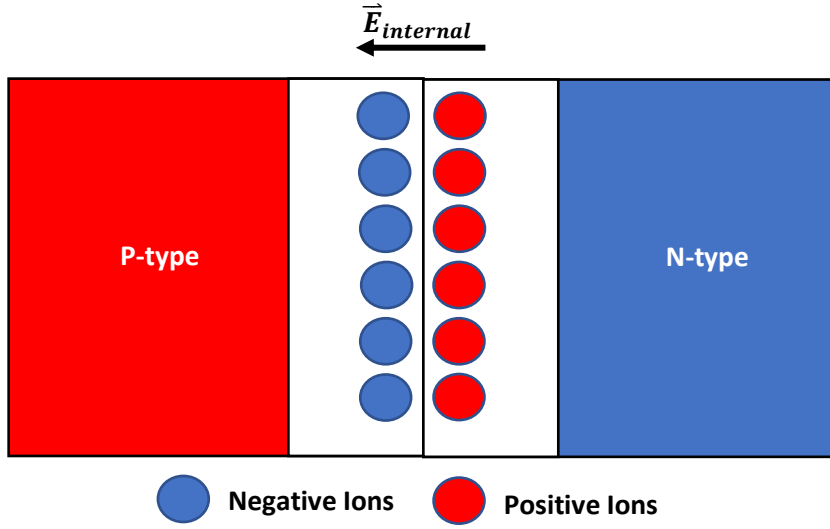 E⃗internal
P-type
N-type
Negative Ions
Positive Ions